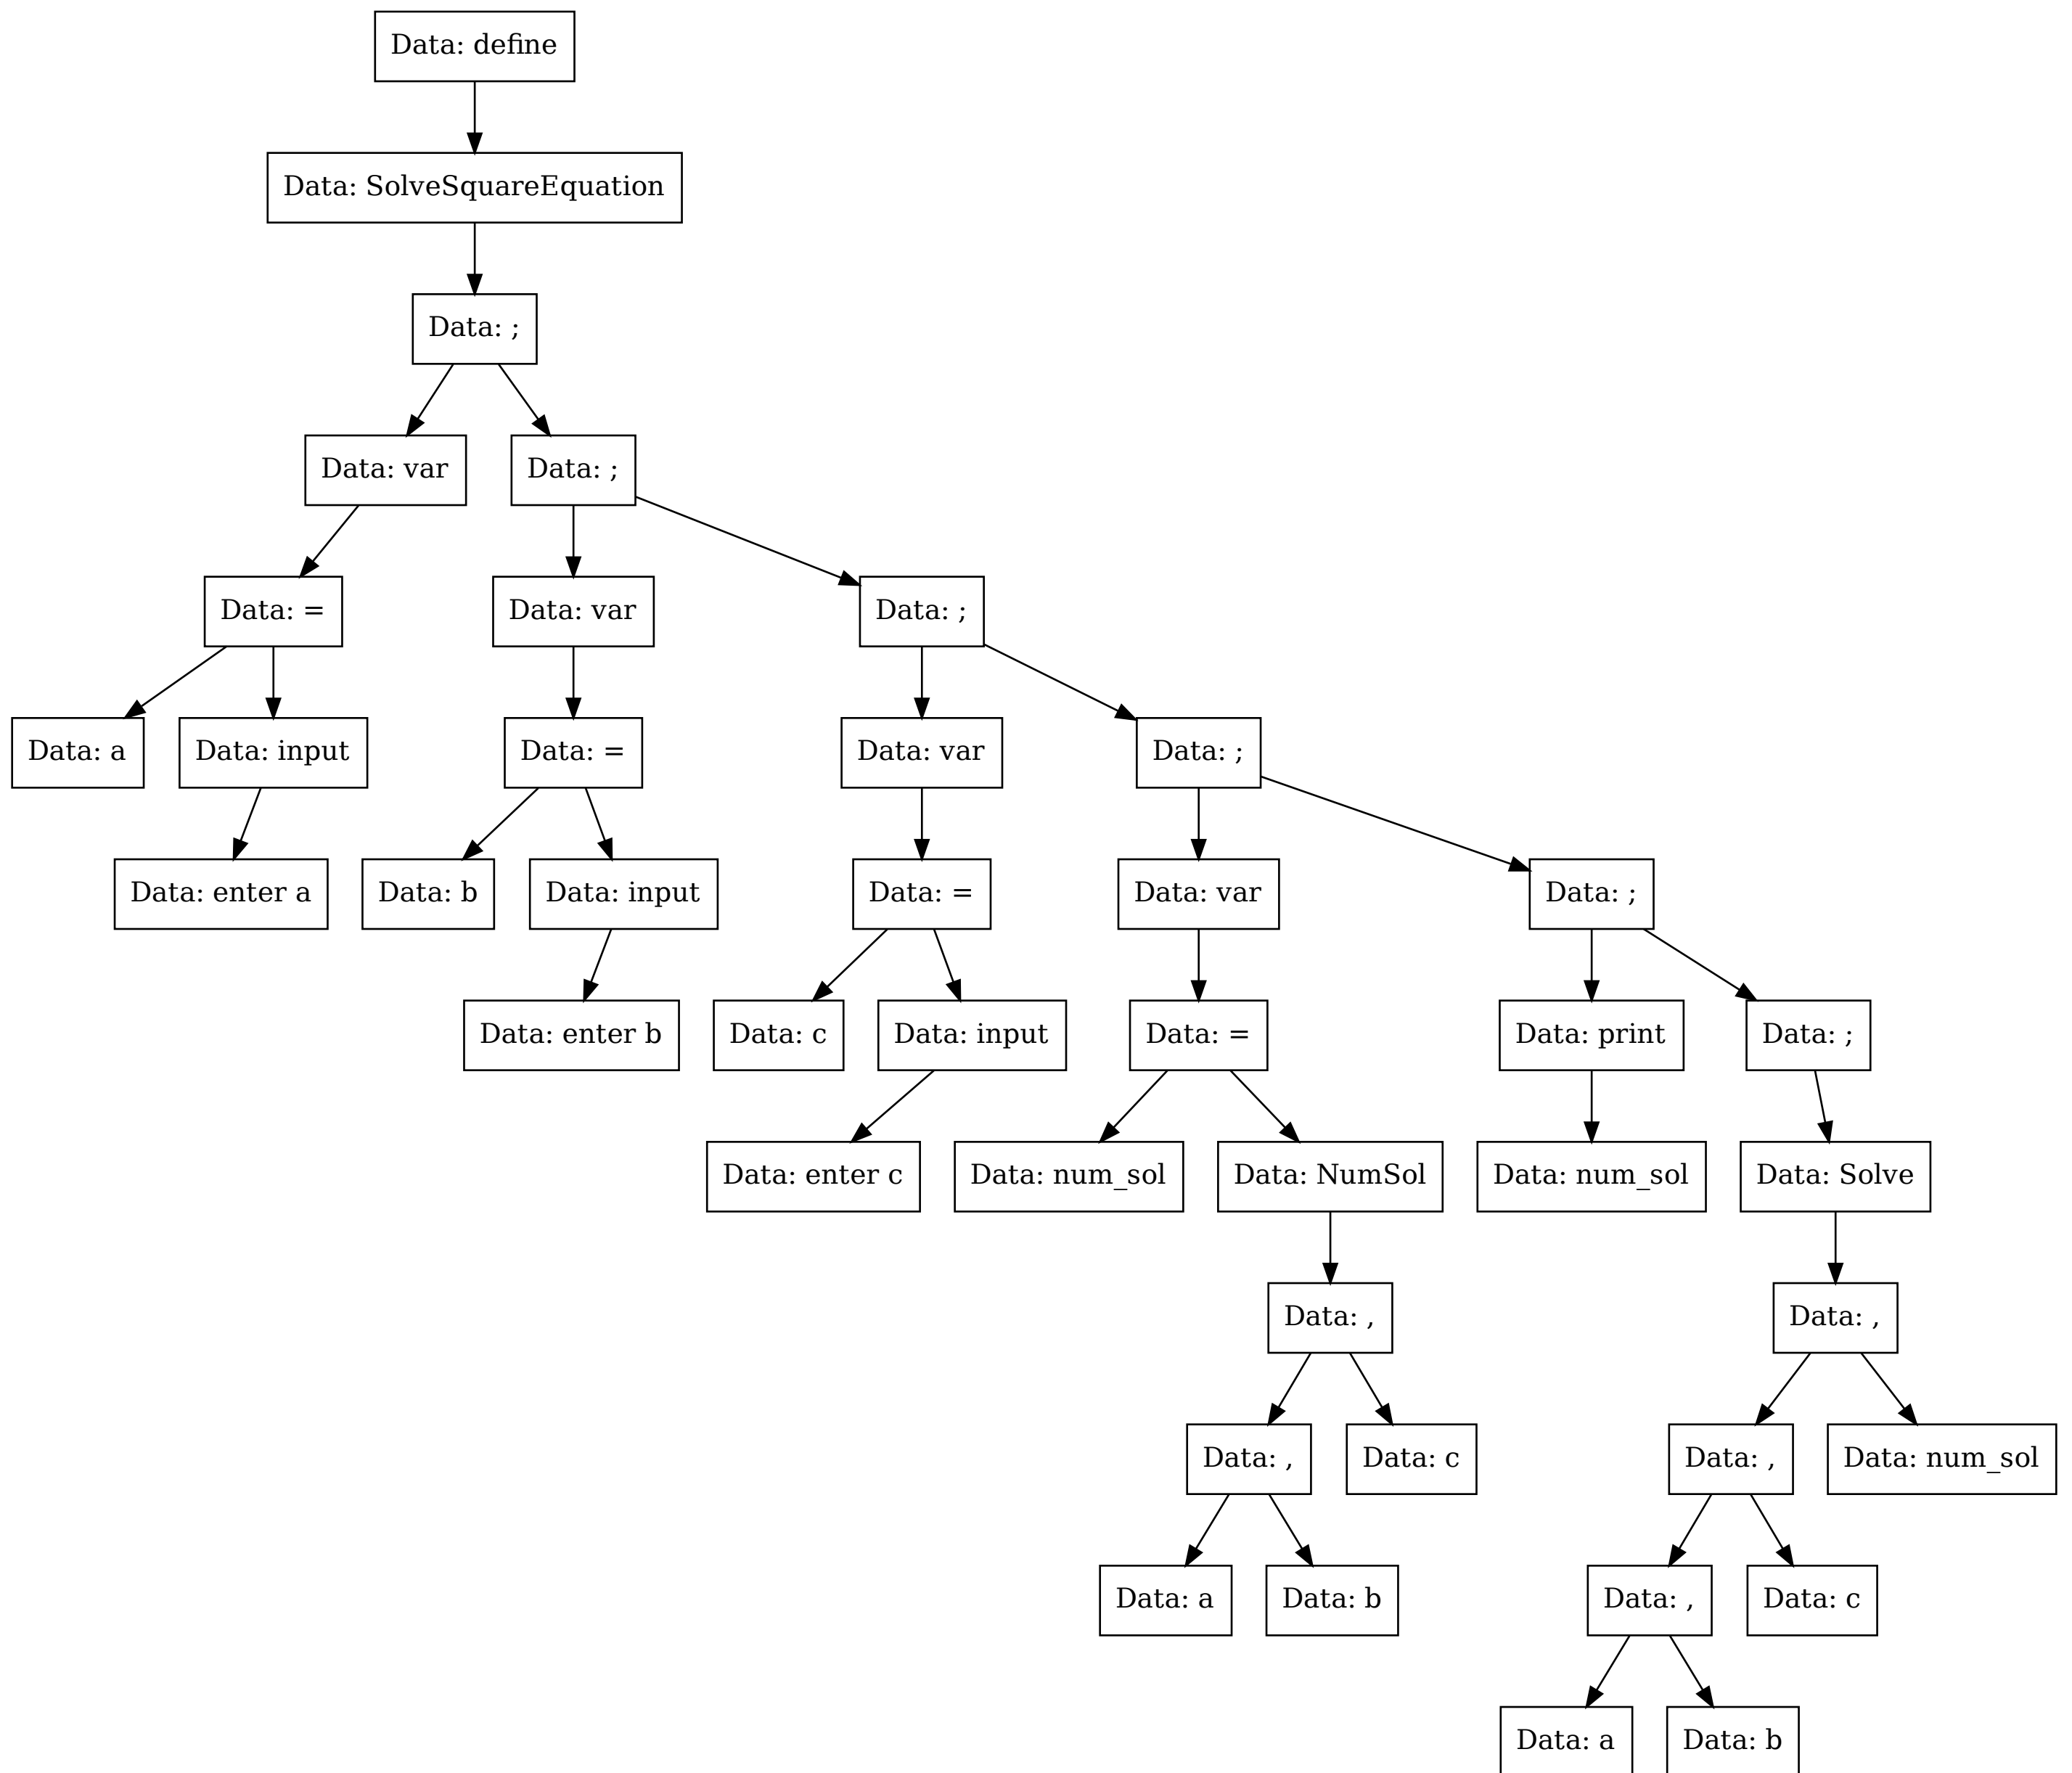 Data: define
Data: SolveSquareEquation
Data: ;
Data: var
Data: ;
Data: =
Data: var
Data: ;
Data: a
Data: input
Data: =
Data: var
Data: ;
Data: enter a
Data: b
Data: input
Data: =
Data: var
Data: ;
Data: enter b
Data: c
Data: input
Data: =
Data: print
Data: ;
Data: enter c
Data: num_sol
Data: NumSol
Data: num_sol
Data: Solve
Data: ,
Data: ,
Data: ,
Data: c
Data: ,
Data: num_sol
Data: a
Data: b
Data: ,
Data: c
Data: a
Data: b